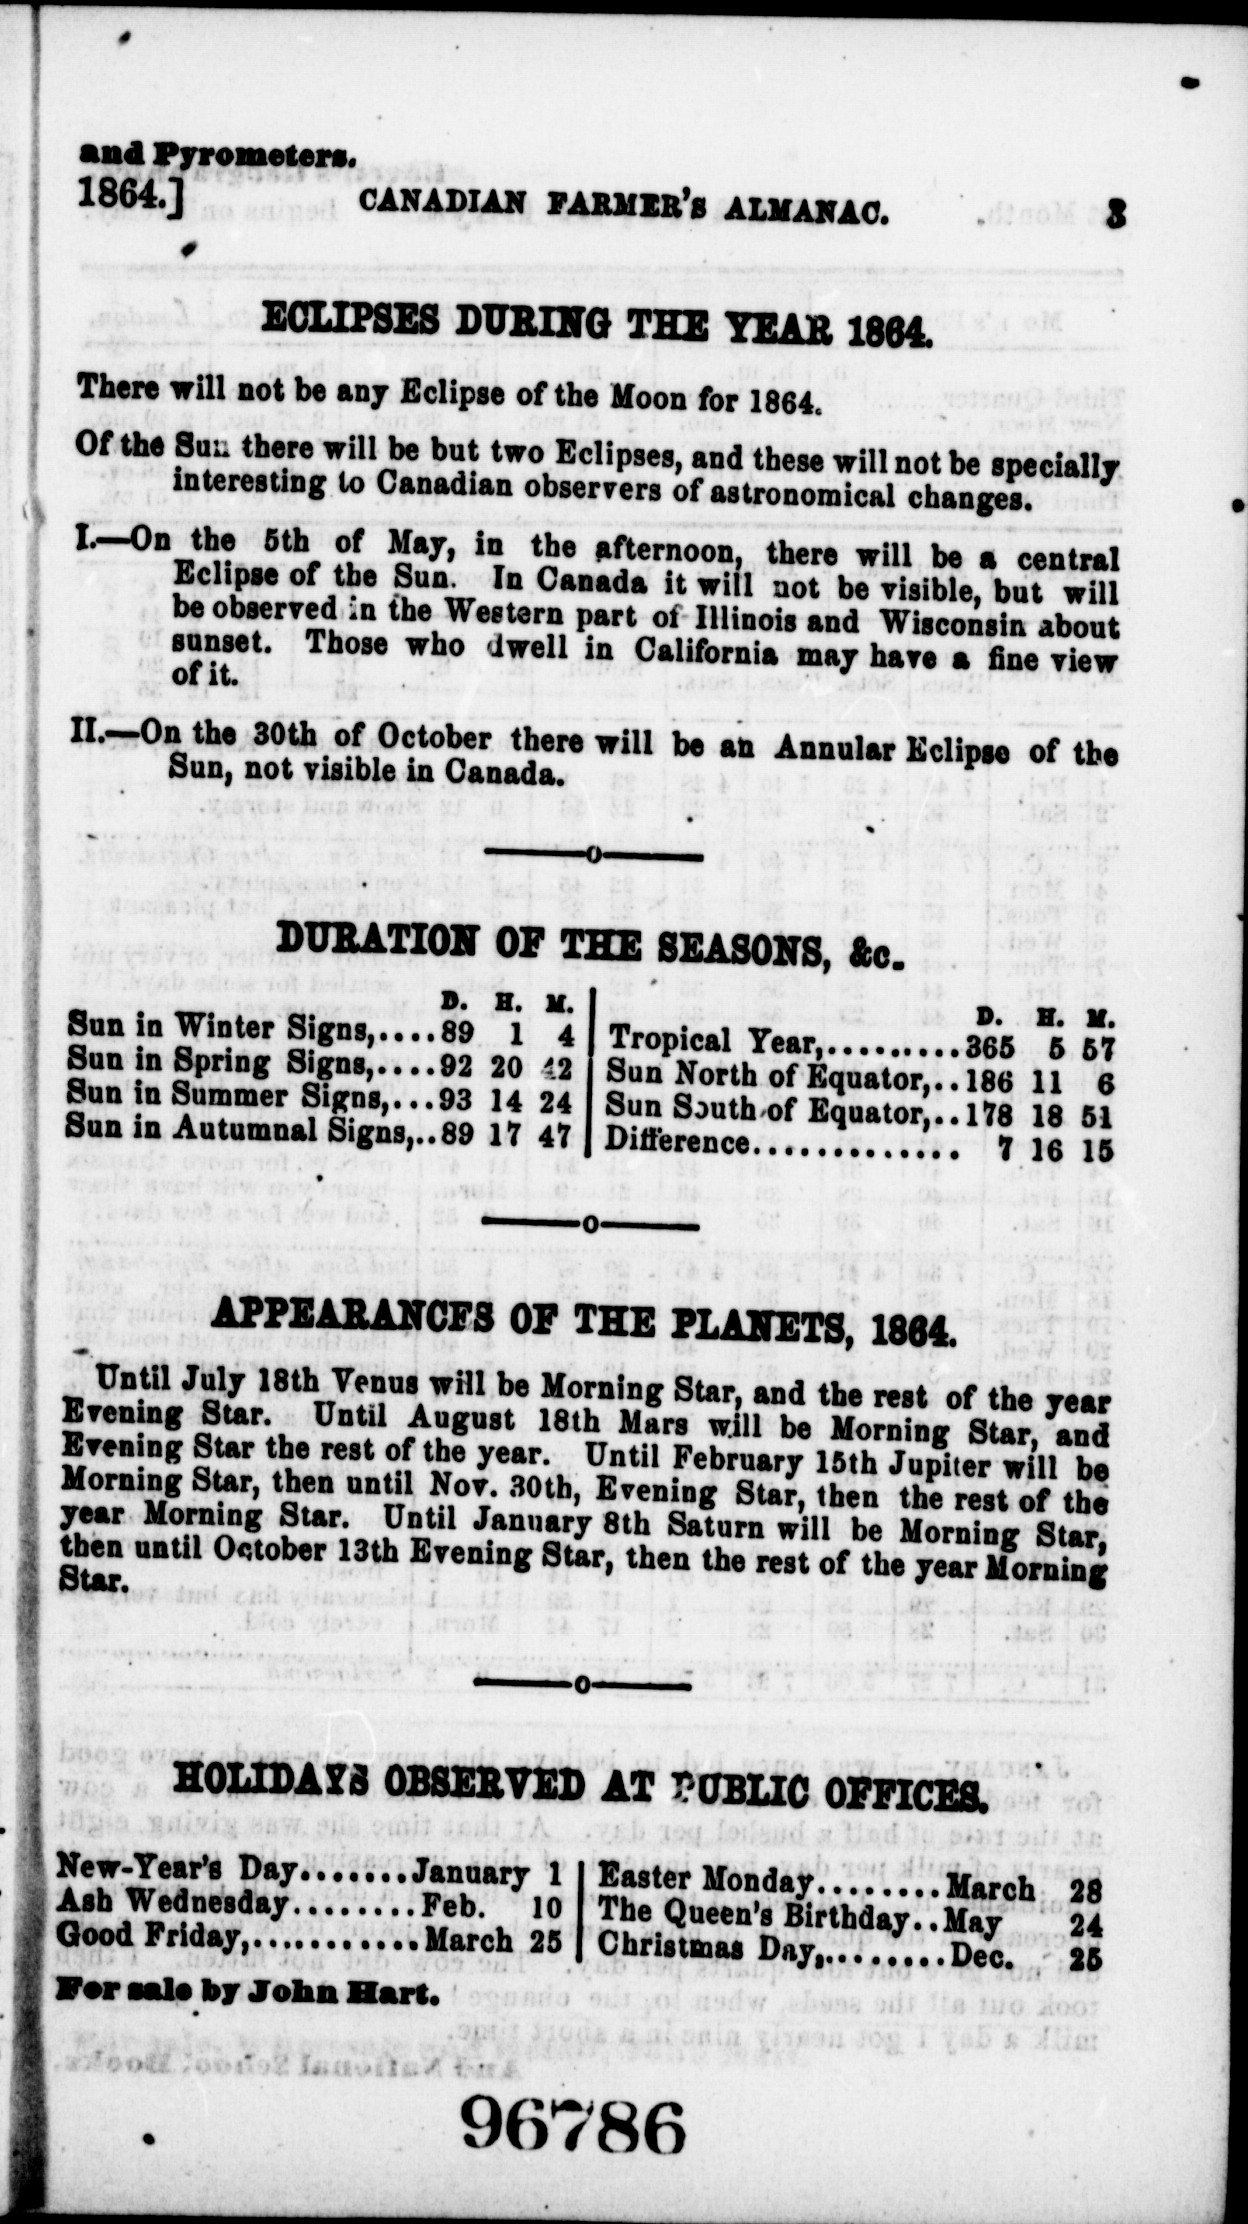 and Pyrometers.
1864.] CANADIAN FARMER'S ALMANAC. 3
ECLIPSES DURING THE YEAR 1864.
There will not be any Eclipse of the Moon for 1864.
Of the Sun there will be but two Eclipses, and these will not be specially
interesting to Canadian observers of astronomical changes.
I.—On the 5th of May, in the afternoon, there will be a central
Eclipse of the Sun. In Canada it will not be visible, but will
be observed in the Western part of Illinois and Wisconsin about
sunset. Those who dwell in California may have a fine view
of it.
II.—On the 30th of October there will be an Annular Eclipse of the
Sun, not visible in Canada.
———o———
DURATION OF THE SEASONS, &c.
D. H. M.
Sun in Winter Signs,....89 1 4
Sun in Spring Signs,....92 20 42
Sun in Summer Signs,...93 14 24
Sun in Autumnal Signs,..89 17 47
D. H. M.
Tropical Year,.........365 5 57
Sun North of Equator,..186 11 6
Sun South of Equator,..178 18 51
Difference.............. 7 16 15
———o———
APPEARANCES OF THE PLANETS, 1864.
Until July 18th Venus will be Morning Star, and the rest of the year
Evening Star. Until August 18th Mars will be Morning Star, and
Evening Star the rest of the year. Until February 15th Jupiter will be
Morning Star, then until Nov. 30th, Evening Star, then the rest of the
year Morning Star. Until January 8th Saturn will be Morning Star,
then until October 13th Evening Star, then the rest of the year Morning
Star.
———o———
HOLIDAYS OBSERVED AT PUBLIC OFFICES.
New-Year's Day.......January 1
Ash Wednesday........Feb. 10
Good Friday,...........March 25
Easter Monday........March 28
The Queen's Birthday..May 24
Christmas Day,........Dec. 25
For sale by John Hart.
96786